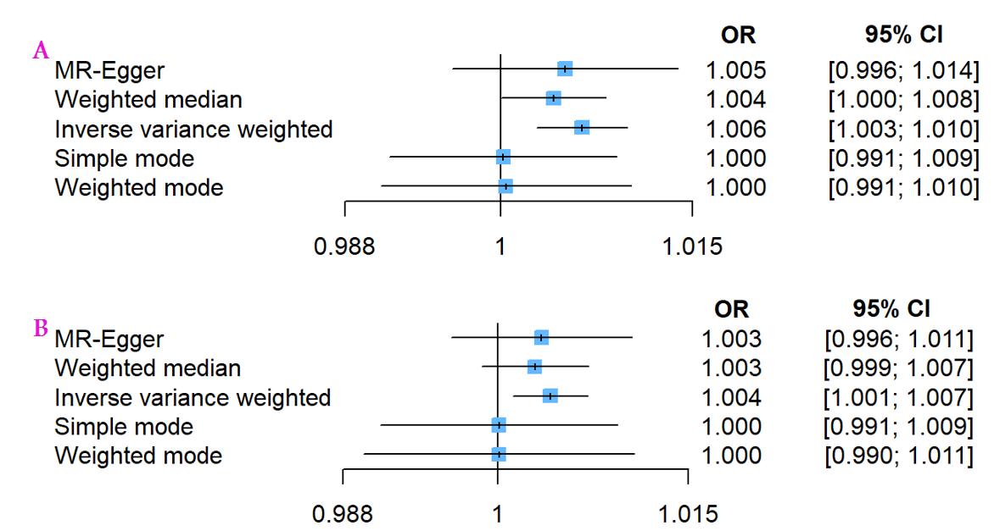 A
OR 95% CI
MR-Egger 1.005 [0.996; 1.014]
Weighted median 1.004 [1.000; 1.008]
Inverse variance weighted 1.006 [1.003; 1.010]
Simple mode 1.000 [0.991; 1.009]
Weighted mode 1.000 [0.991; 1.010]
0.988 1 1.015
B
OR 95% CI
MR-Egger 1.003 [0.996; 1.011]
Weighted median 1.003 [0.999; 1.007]
Inverse variance weighted 1.004 [1.001; 1.007]
Simple mode 1.000 [0.991; 1.009]
Weighted mode 1.000 [0.990; 1.011]
0.988 1 1.015